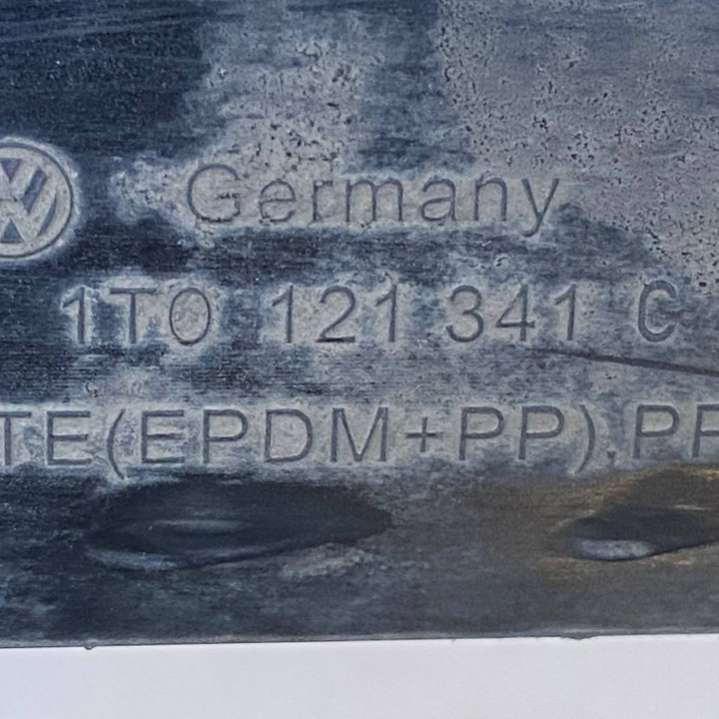 Germany
1T0 121 341 C
TE(EPDM+PP).PP